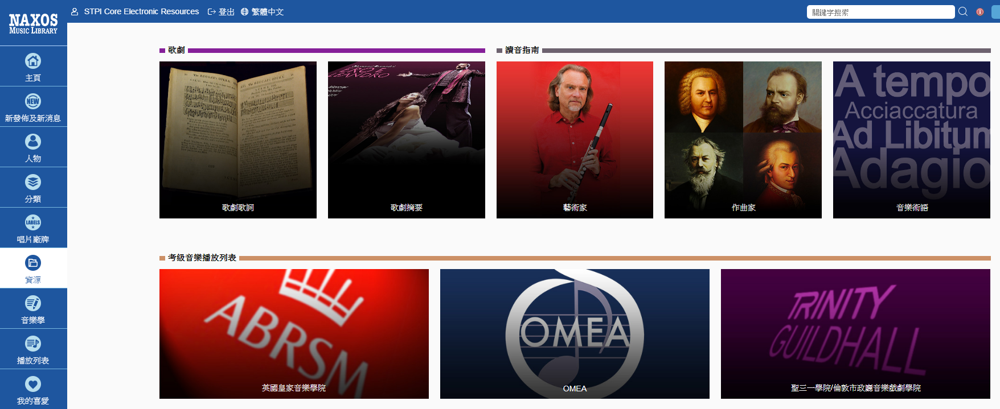 NAXOS
MUSIC LIBRARY
STPI Core Electronic Resources
登出
繁體中文
關鍵字搜索
主頁
新發佈及新消息
人物
分類
LABELS
唱片廠牌
資源
音樂學
播放列表
我的喜愛
NEW
歌劇
讀音指南
ERO E
LEANDRO
A tempo
Acciaccatura
Ad Libitum
Adagio
歌劇歌詞
歌劇摘要
藝術家
作曲家
音樂術語
考級音樂播放列表
ABRSM
OMEA
TRINITY
GUILDHALL
英國皇家音樂學院
OMEA
聖三一學院/倫敦市政廳音樂戲劇學院